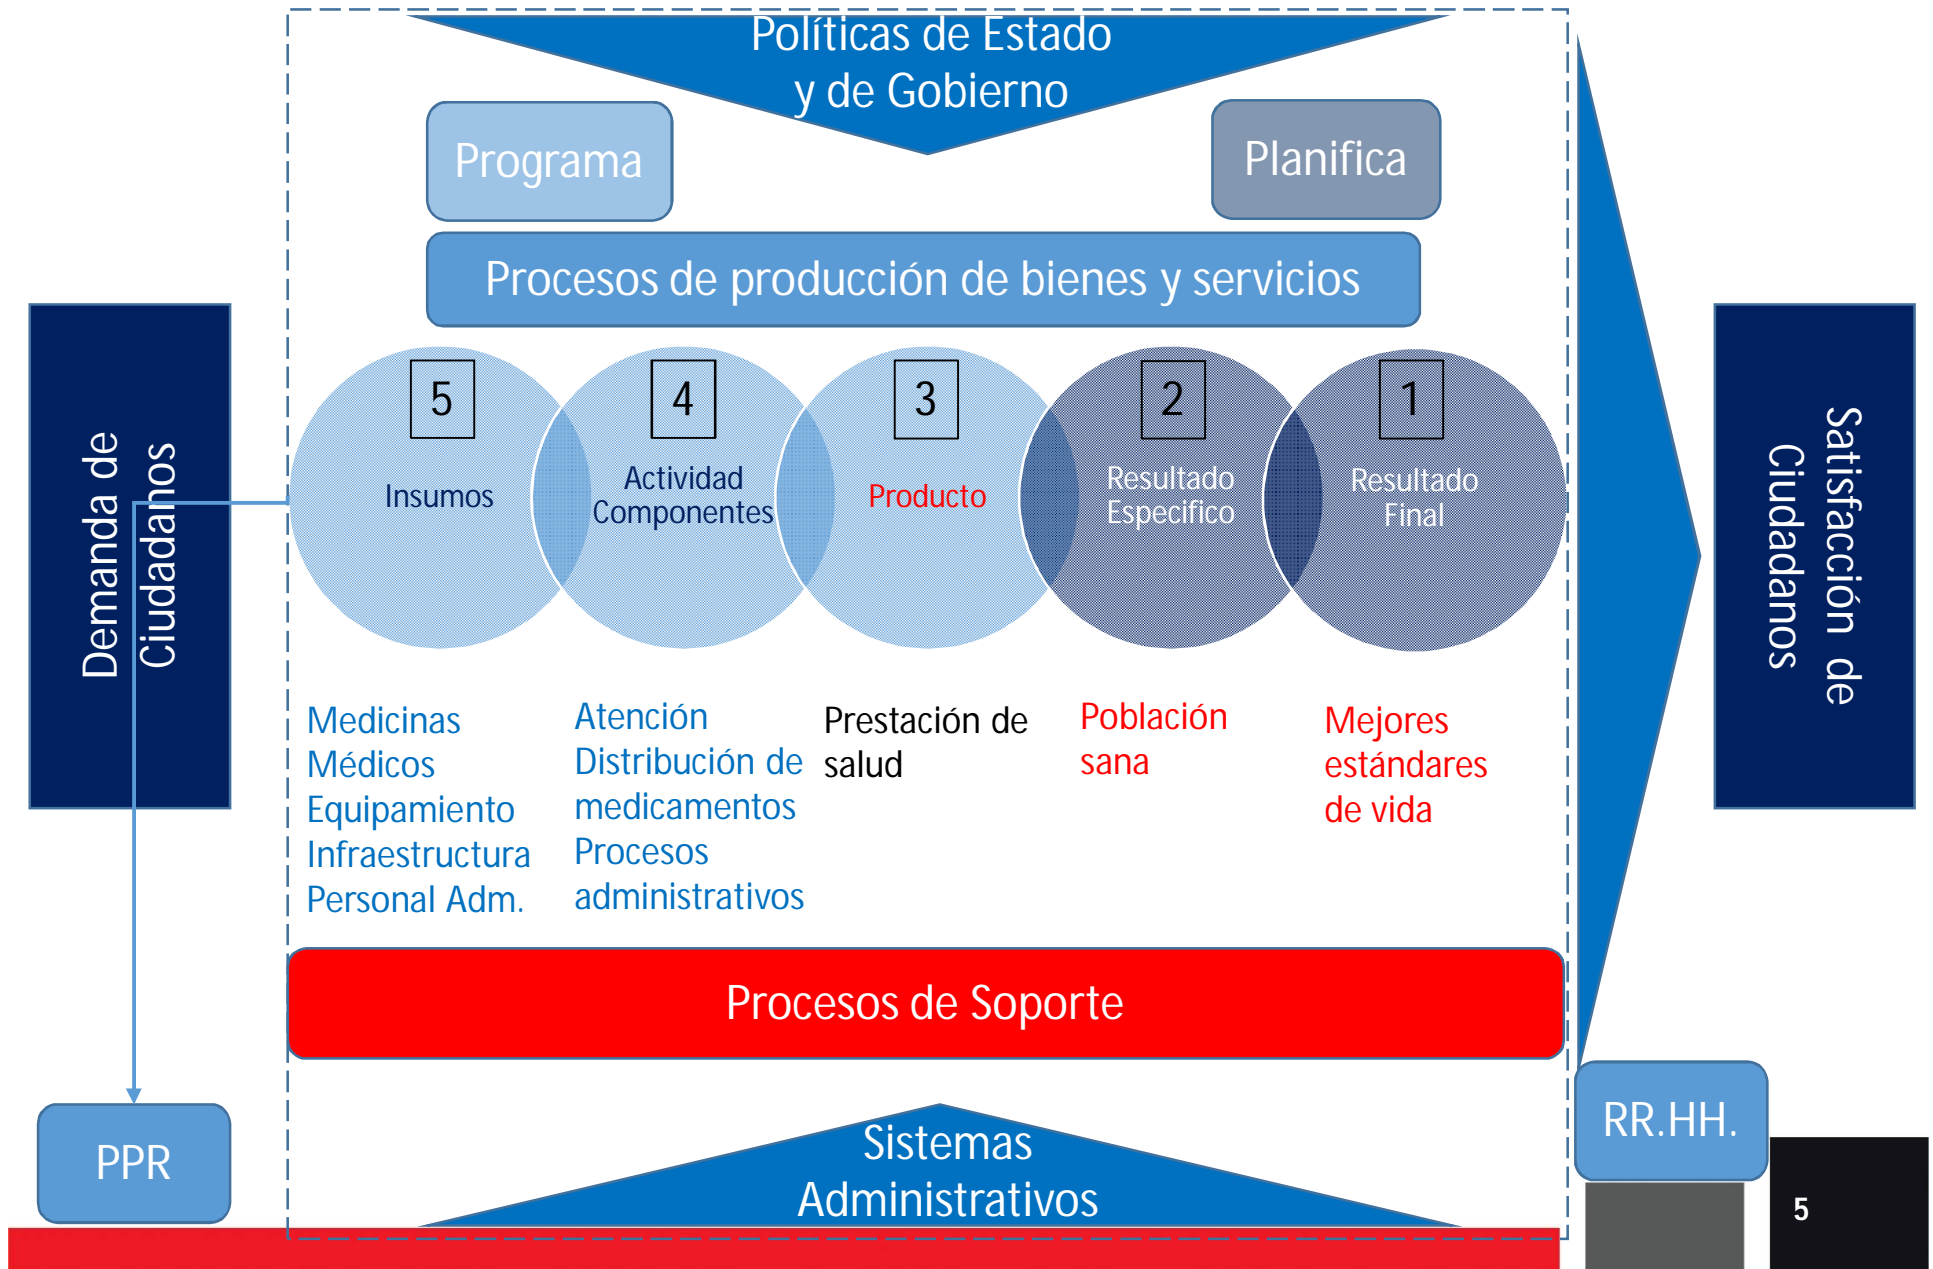 Políticas de Estado
y de Gobierno
Programa
Planifica
Procesos de producción de bienes y servicios
Demanda de
Ciudadanos
5
Insumos
4
Actividad
Componentes
3
Producto
2
Resultado
Especifico
1
Resultado
Final
Satisfacción de
Ciudadanos
Medicinas
Médicos
Equipamiento
Infraestructura
Personal Adm.
Atención
Distribución de
medicamentos
Procesos
administrativos
Prestación de
salud
Población
sana
Mejores
estándares
de vida
Procesos de Soporte
PPR
Sistemas
Administrativos
RR.HH.
5